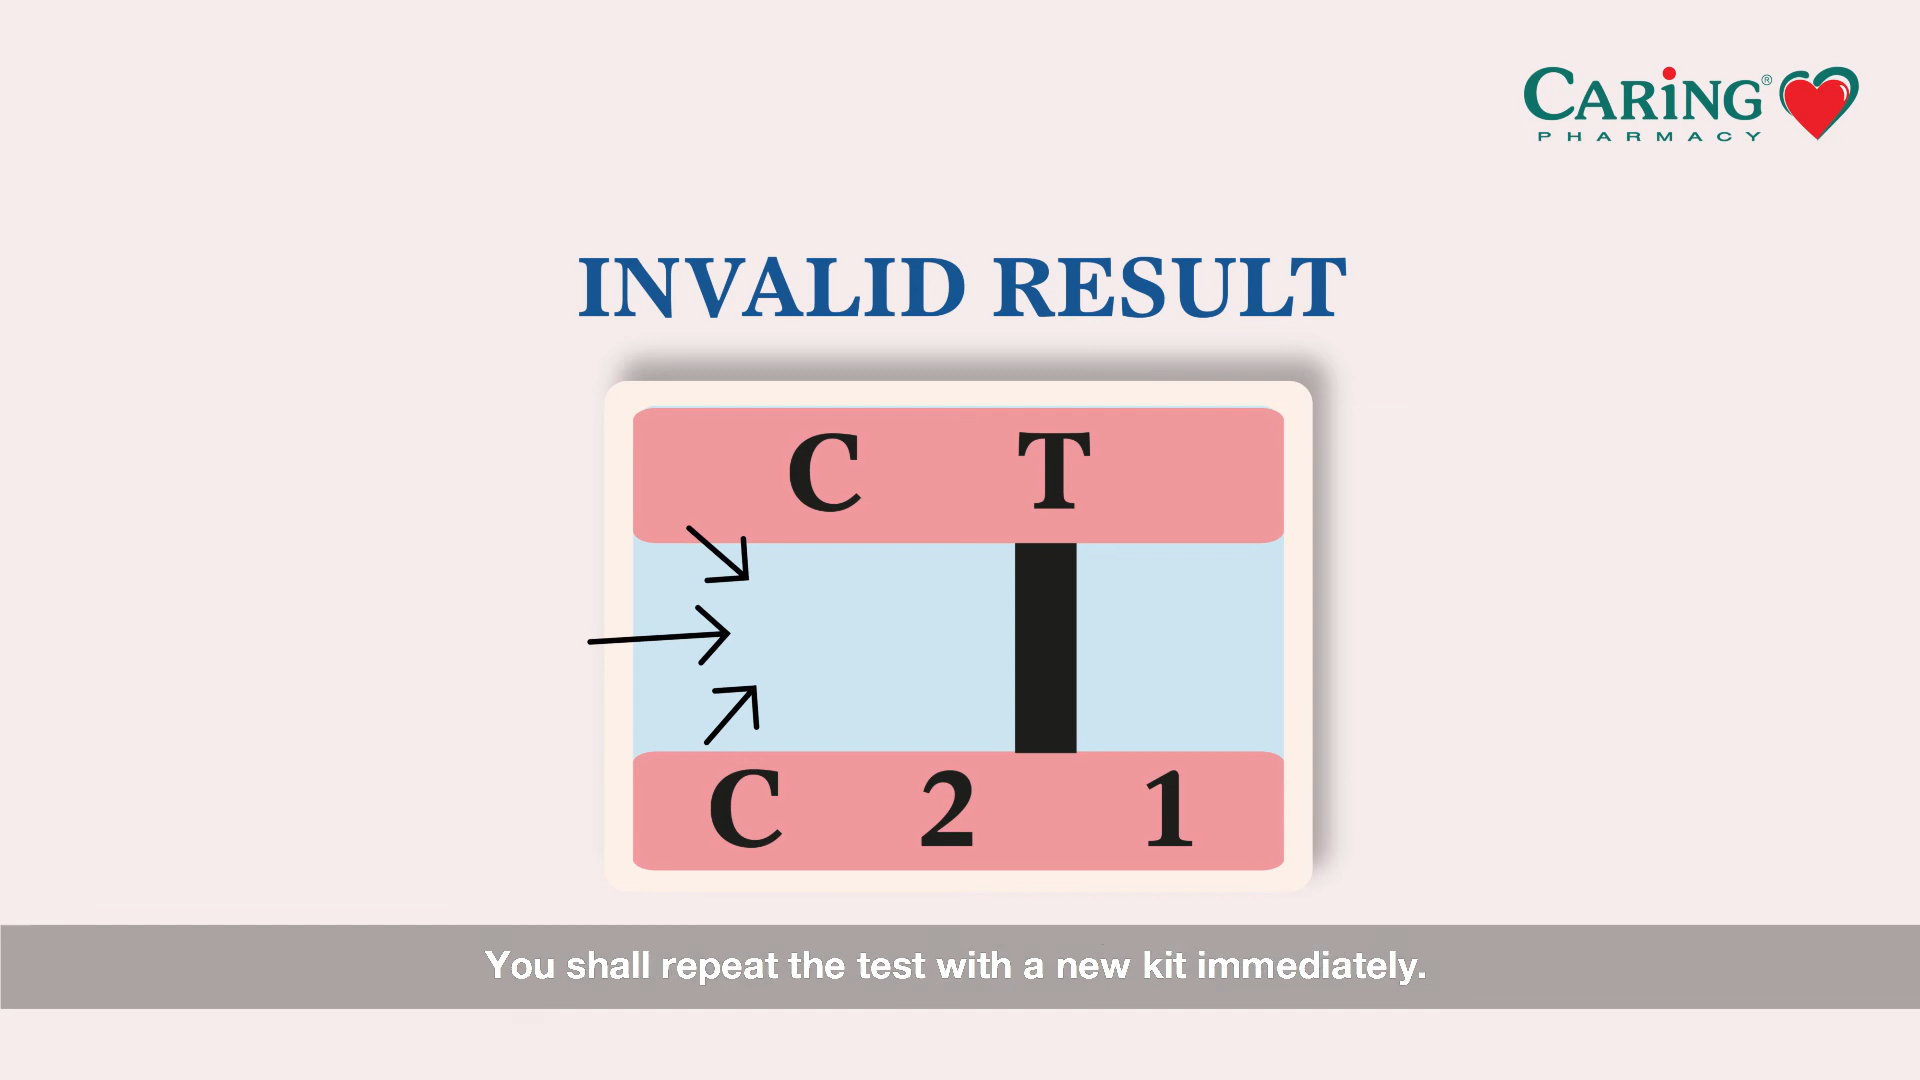 CARiNG®
PHARMACY
INVALID RESULT
C T
C 2 1
You shall repeat the test with a new kit immediately.